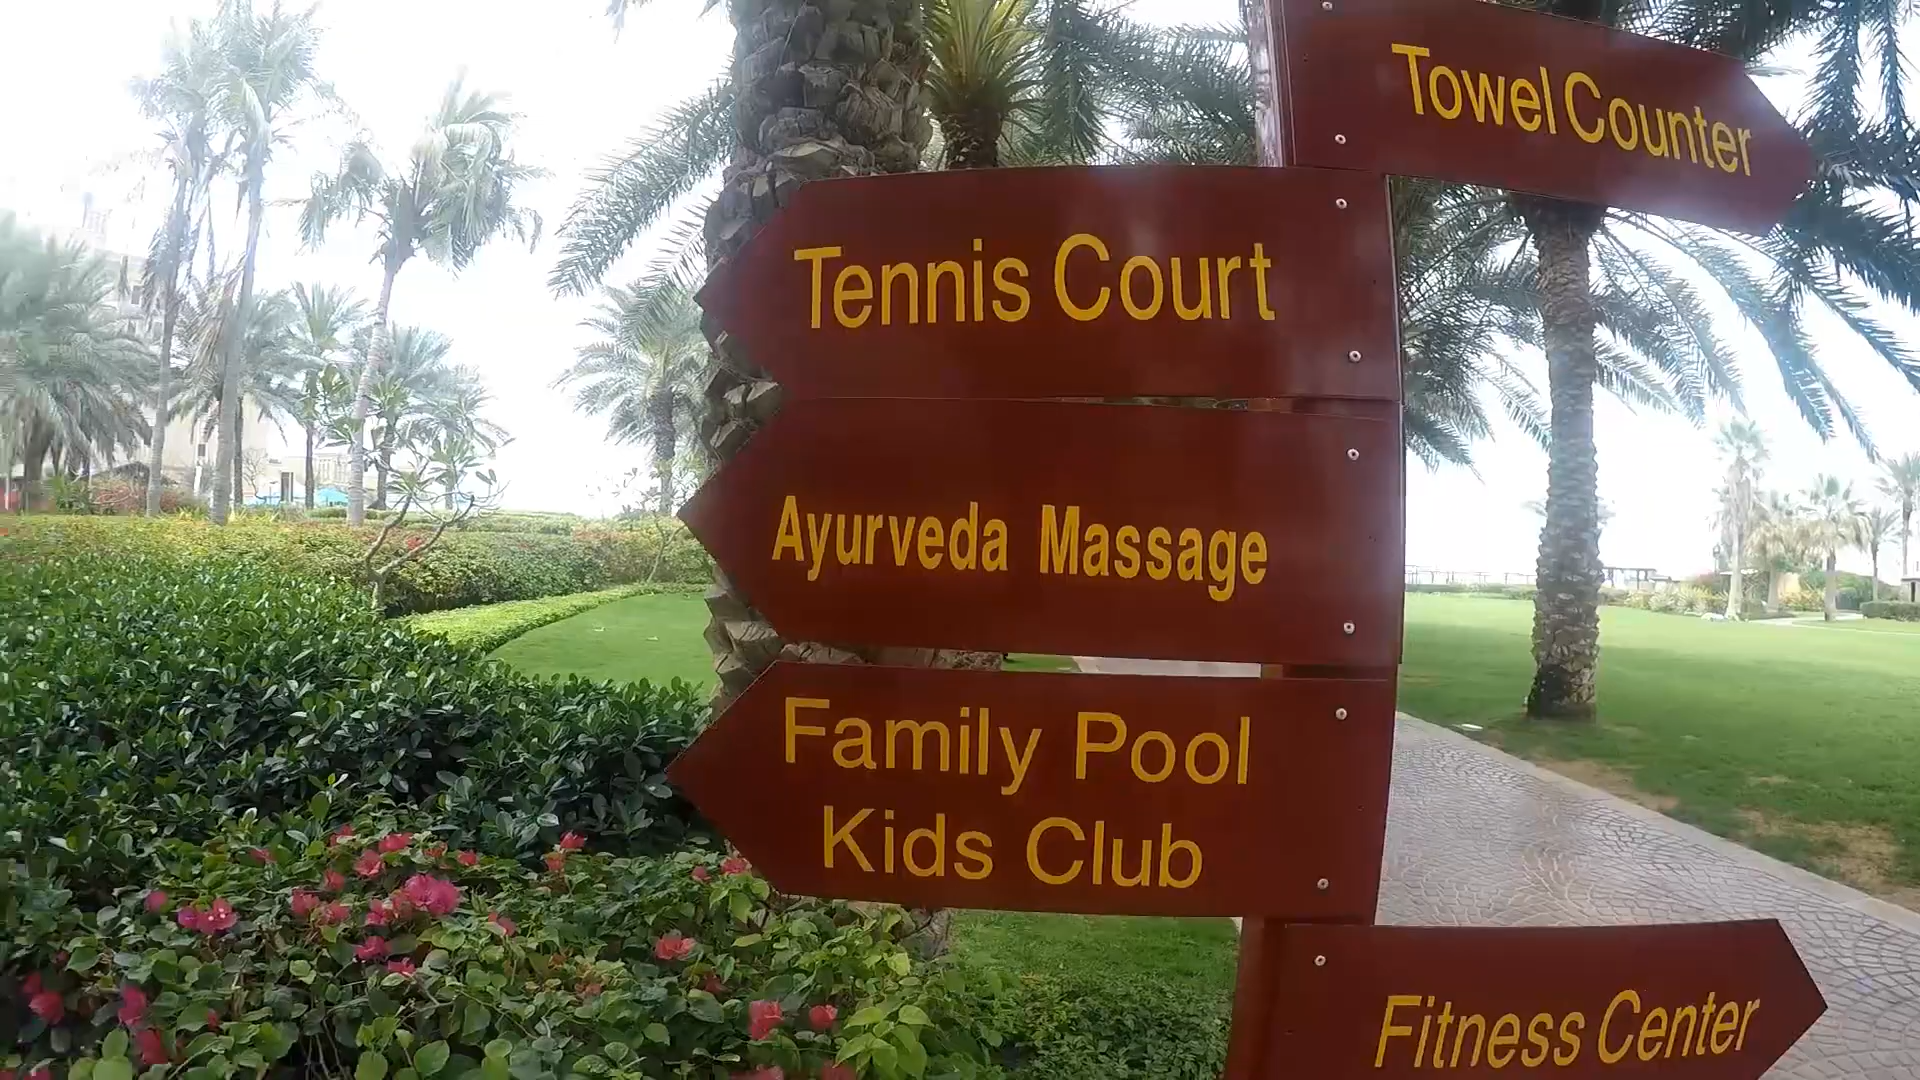 Towel Counter
Tennis Court
Ayurveda Massage
Family Pool
Kids Club
Fitness Center